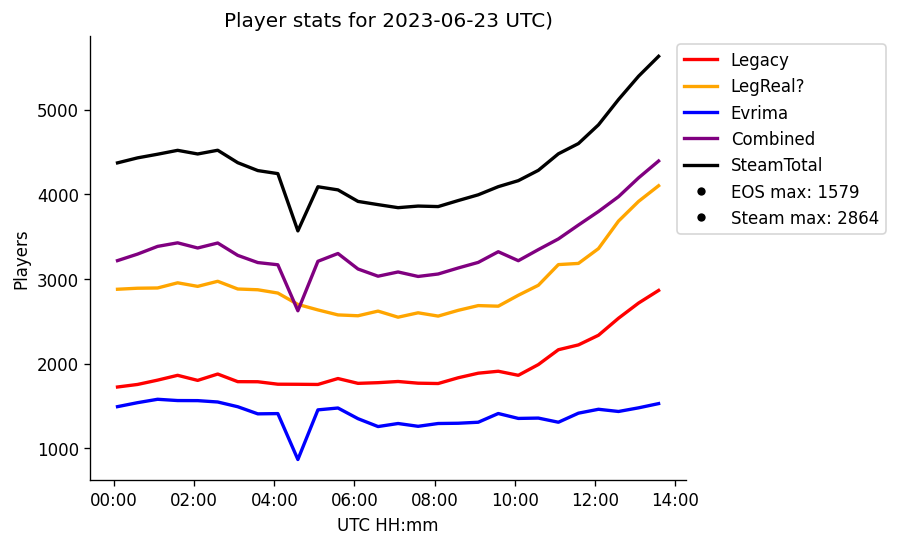 Player stats for 2023-06-23 UTC)
Legacy
LegReal?
Evrima
Combined
SteamTotal
EOS max: 1579
Steam max: 2864
5000
4000
3000
2000
1000
Players
00:00 02:00 04:00 06:00 08:00 10:00 12:00 14:00
UTC HH:mm